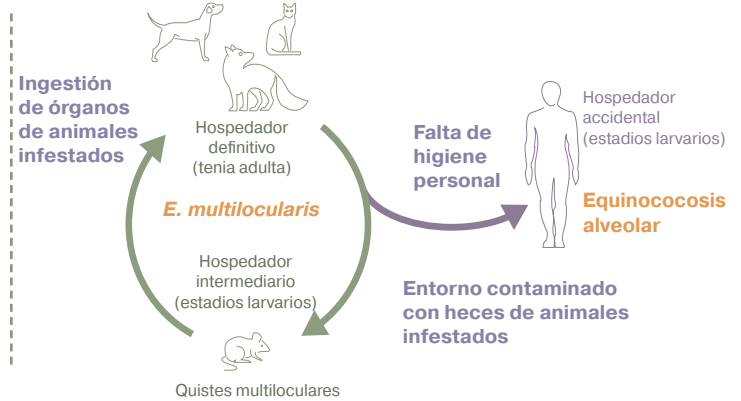 Ingestión
de órganos
de animales
infestados
Hospedador
definitivo
(tenia adulta)
E. multilocularis
Hospedador
intermediario
(estadios larvarios)
Quistes multiloculares
Falta de
higiene
personal
Entorno contaminado
con heces de animales
infestados
Hospedador
accidental
(estadios larvarios)
Equinococosis
alveolar